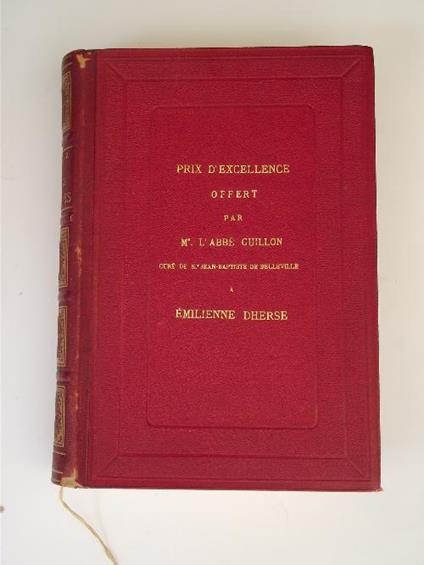 PRIX D'EXCELLENCE
OFFERT
PAR
Mr. L'ABBÉ GUILLON
CURÉ DE St JEAN-BAPTISTE DE BELLEVILLE
A
ÉMILIENNE DHERSE